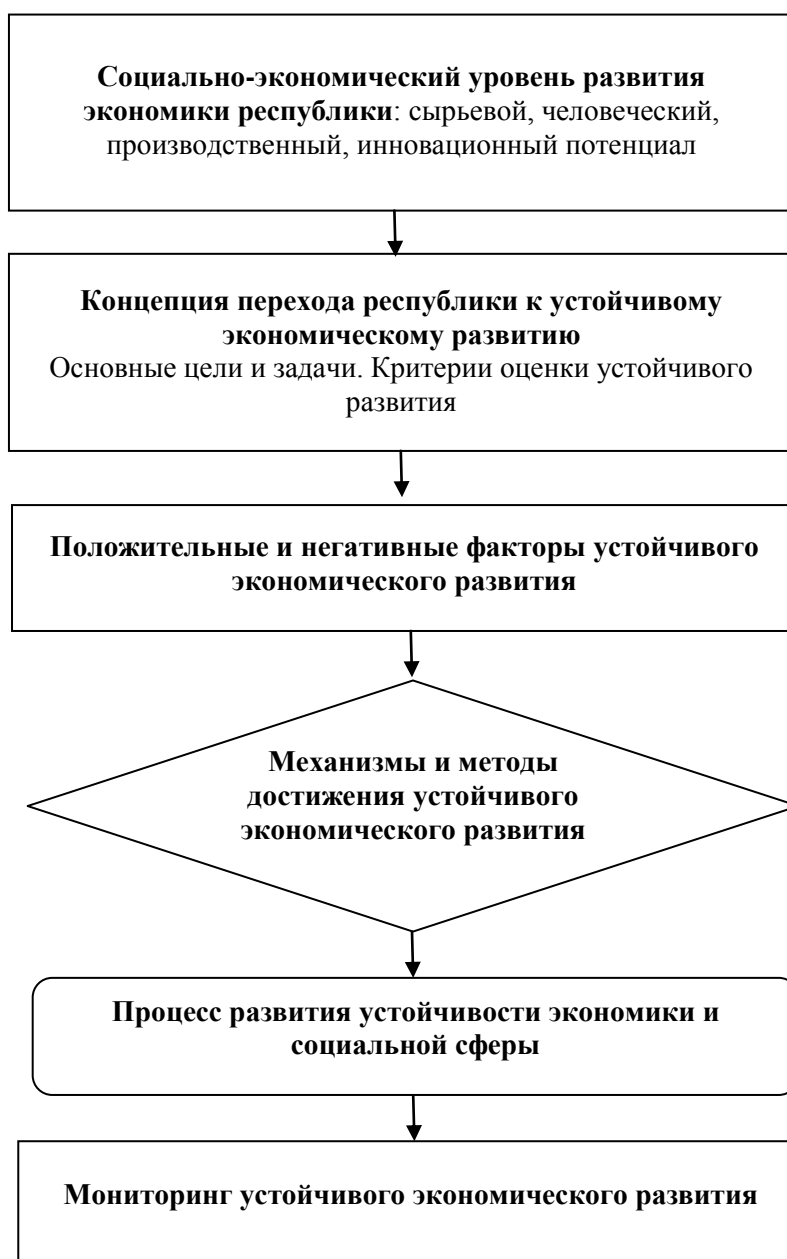 Социально-экономический уровень развития
экономики республики: сырьевой, человеческий,
производственный, инновационный потенциал
Концепция перехода республики к устойчивому
экономическому развитию
Основные цели и задачи. Критерии оценки устойчивого
развития
Положительные и негативные факторы устойчивого
экономического развития
Механизмы и методы
достижения устойчивого
экономического развития
Процесс развития устойчивости экономики и
социальной сферы
Мониторинг устойчивого экономического развития